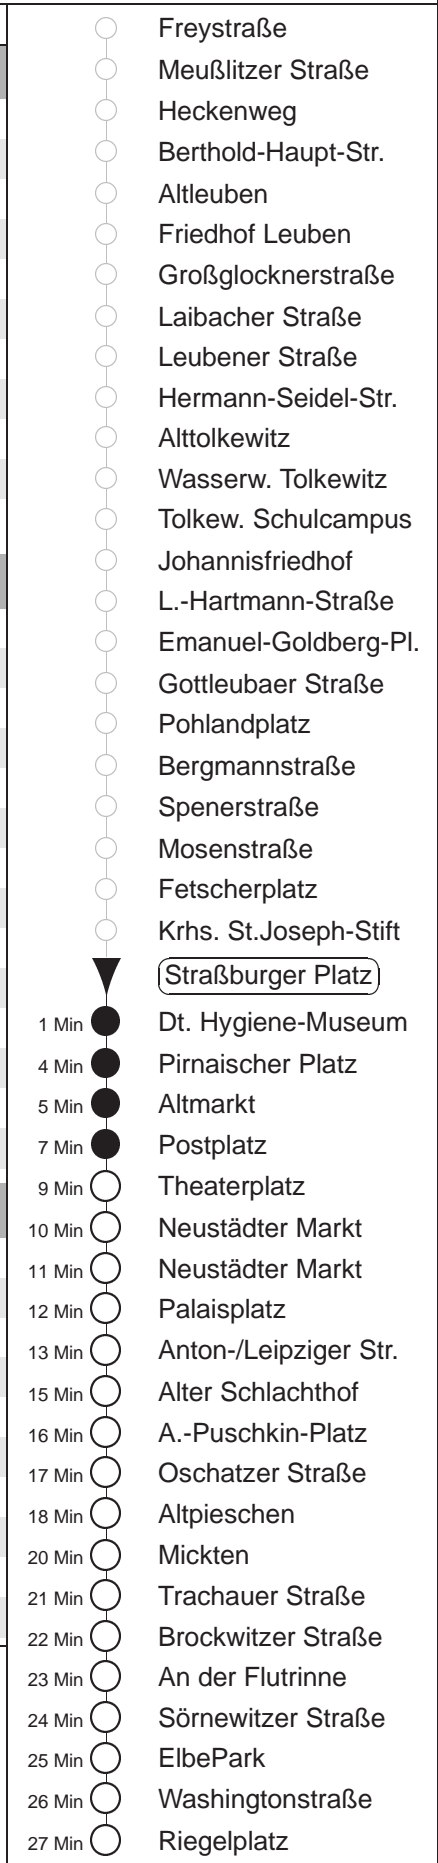 Freystraße
Meußlitzer Straße
Heckenweg
Berthold-Haupt-Str.
Altleuben
Friedhof Leuben
Großglocknerstraße
Laibacher Straße
Leubener Straße
Hermann-Seidel-Str.
Alttolkewitz
Wasserw. Tolkewitz
Tolkew. Schulcampus
Johannisfriedhof
L.-Hartmann-Straße
Emanuel-Goldberg-Pl.
Gottleubaer Straße
Pohlandplatz
Bergmannstraße
Spenerstraße
Mosenstraße
Fetscherplatz
Krhs. St.Joseph-Stift
Straßburger Platz
1 Min Dt. Hygiene-Museum
4 Min Pirnaischer Platz
5 Min Altmarkt
7 Min Postplatz
9 Min Theaterplatz
10 Min Neustädter Markt
11 Min Neustädter Markt
12 Min Palaisplatz
13 Min Anton-/Leipziger Str.
15 Min Alter Schlachthof
16 Min A.-Puschkin-Platz
17 Min Oschatzer Straße
18 Min Altpieschen
20 Min Mickten
21 Min Trachauer Straße
22 Min Brockwitzer Straße
23 Min An der Flutrinne
24 Min Sörnewitzer Straße
25 Min ElbePark
26 Min Washingtonstraße
27 Min Riegelplatz